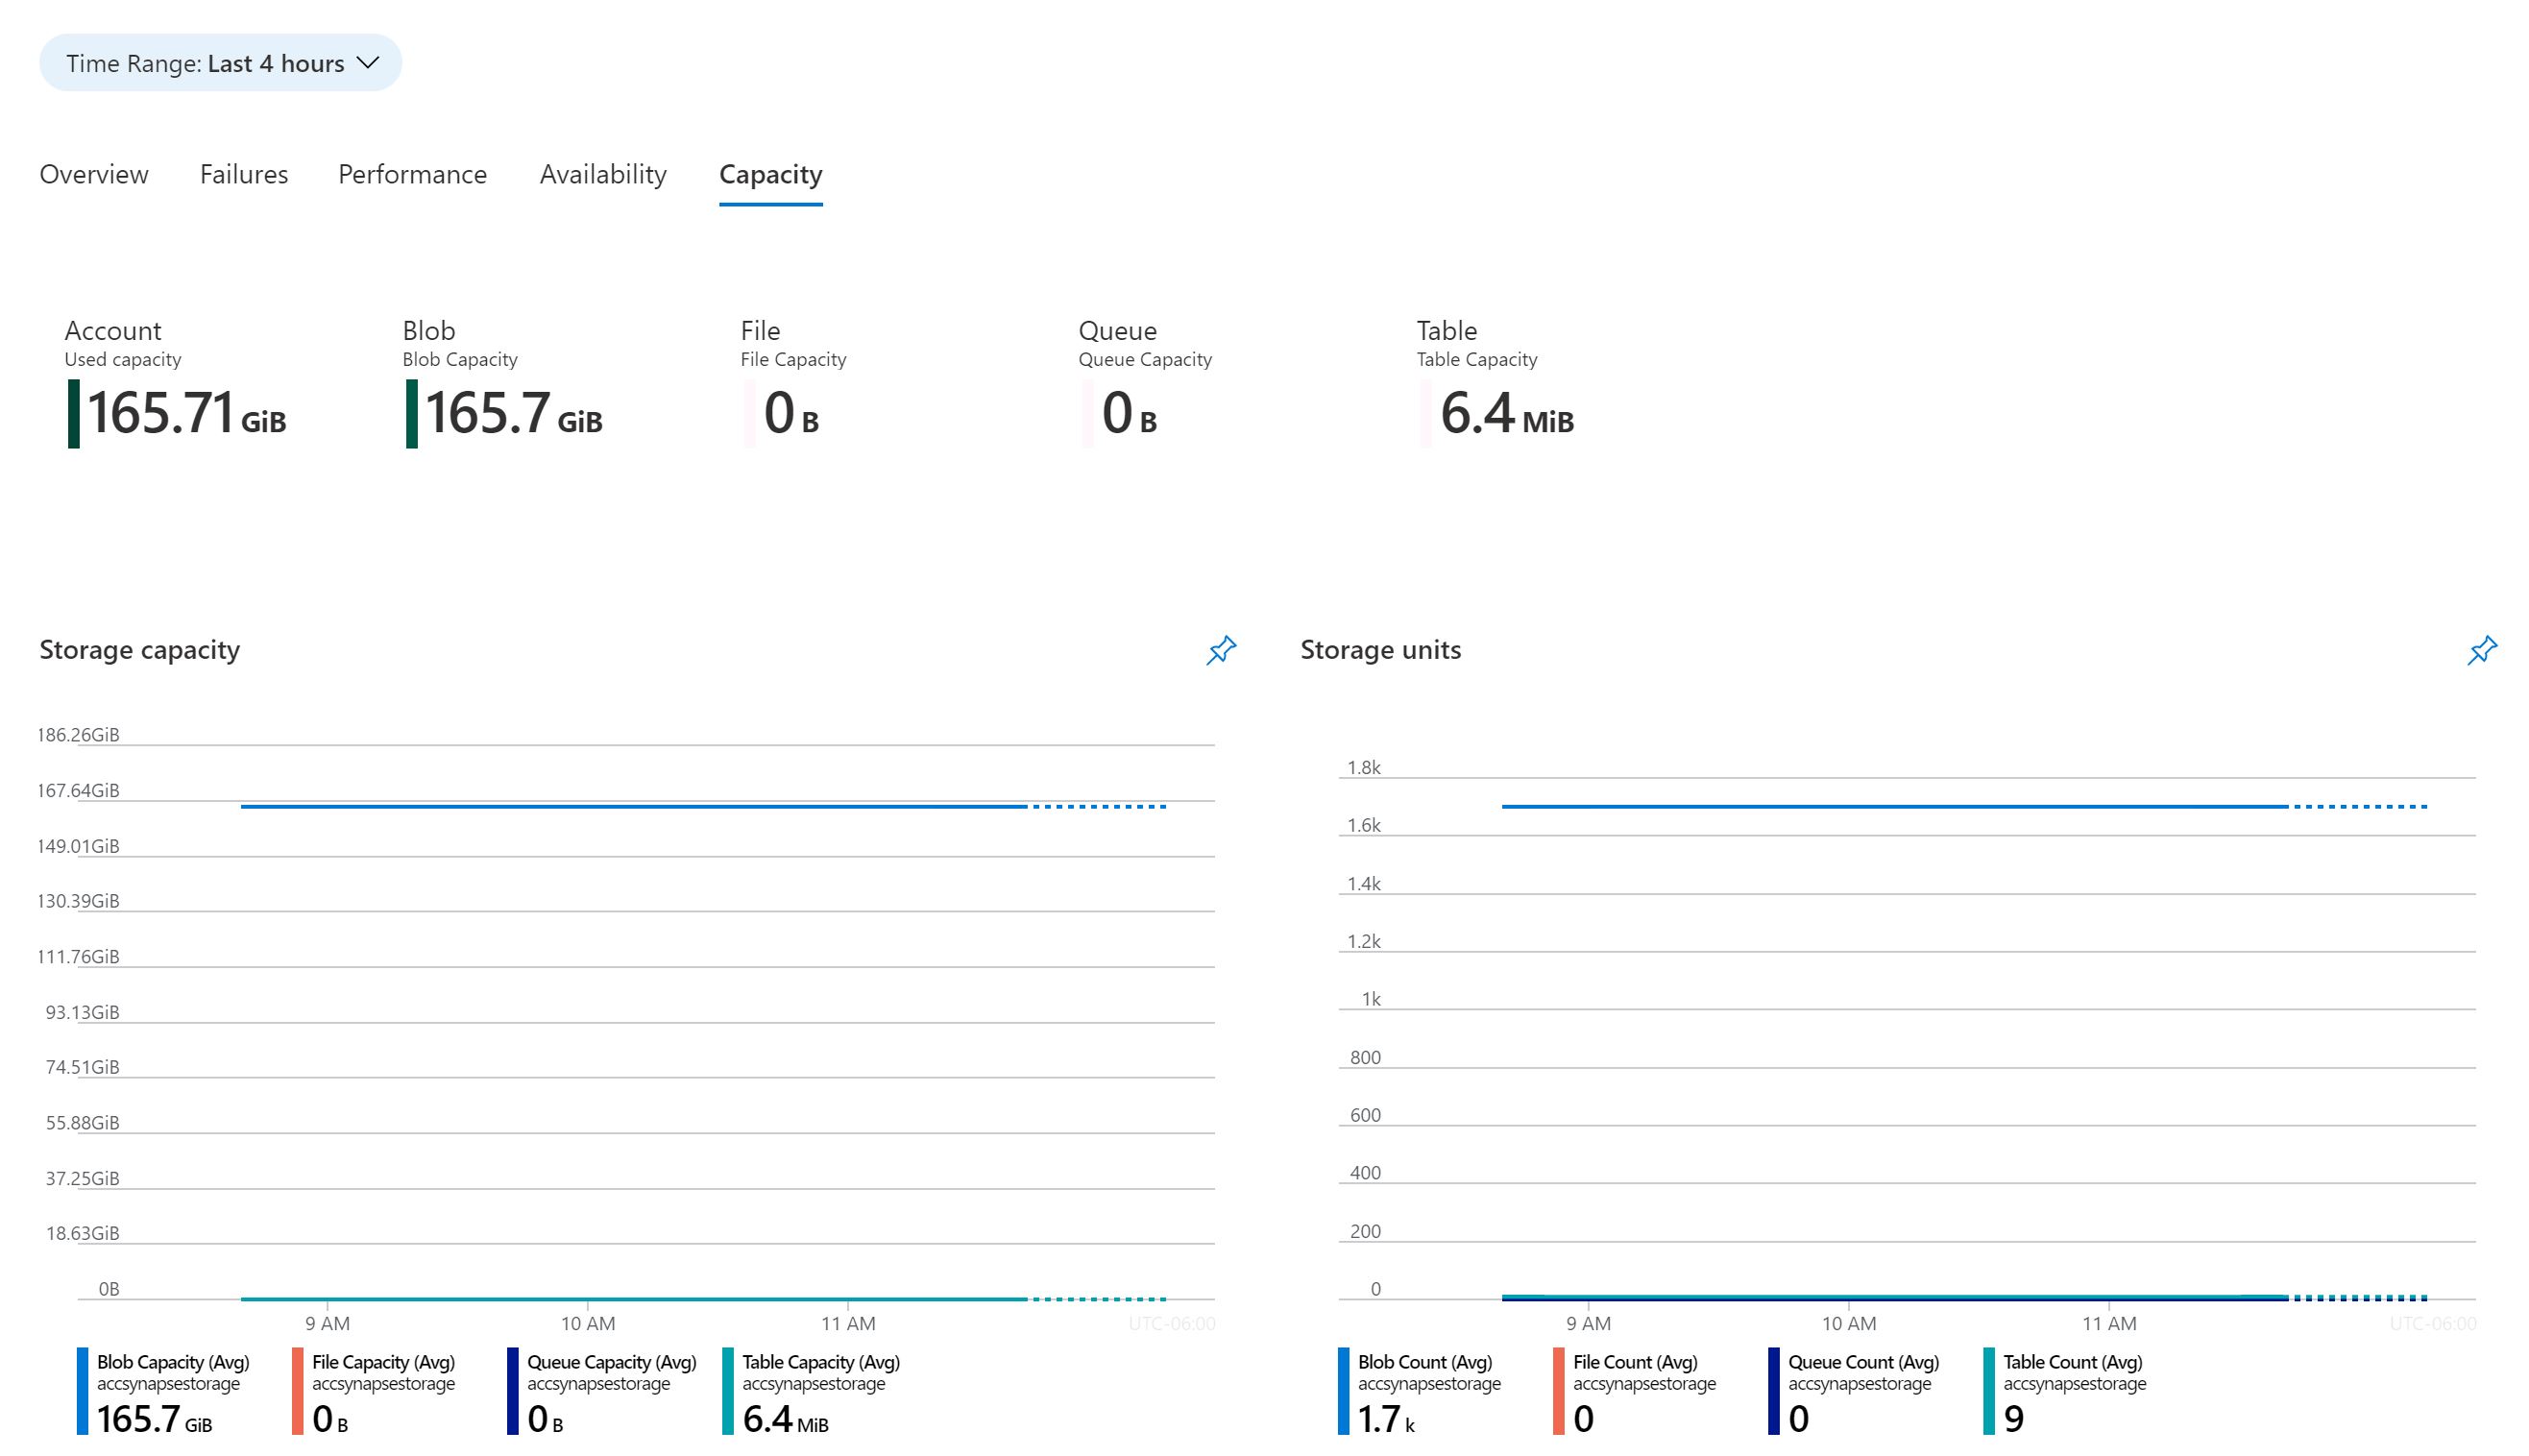 Time Range: Last 4 hours
Overview Failures Performance Availability Capacity
Account Blob File Queue Table
Used capacity Blob Capacity File Capacity Queue Capacity Table Capacity
165.71 GiB 165.7 GiB 0 B 0 B 6.4 MiB
Storage capacity
186.26GiB
167.64GiB
149.01GiB
130.39GiB
111.76GiB
93.13GiB
74.51GiB
55.88GiB
37.25GiB
18.63GiB
0B
9 AM 10 AM 11 AM UTC-06:00
Blob Capacity (Avg) File Capacity (Avg) Queue Capacity (Avg) Table Capacity (Avg)
accsynapsestorage accsynapsestorage accsynapsestorage accsynapsestorage
165.7 GiB 0 B 0 B 6.4 MiB
Storage units
1.8k
1.6k
1.4k
1.2k
1k
800
600
400
200
0
9 AM 10 AM 11 AM UTC-06:00
Blob Count (Avg) File Count (Avg) Queue Count (Avg) Table Count (Avg)
accsynapsestorage accsynapsestorage accsynapsestorage accsynapsestorage
1.7 k 0 0 9